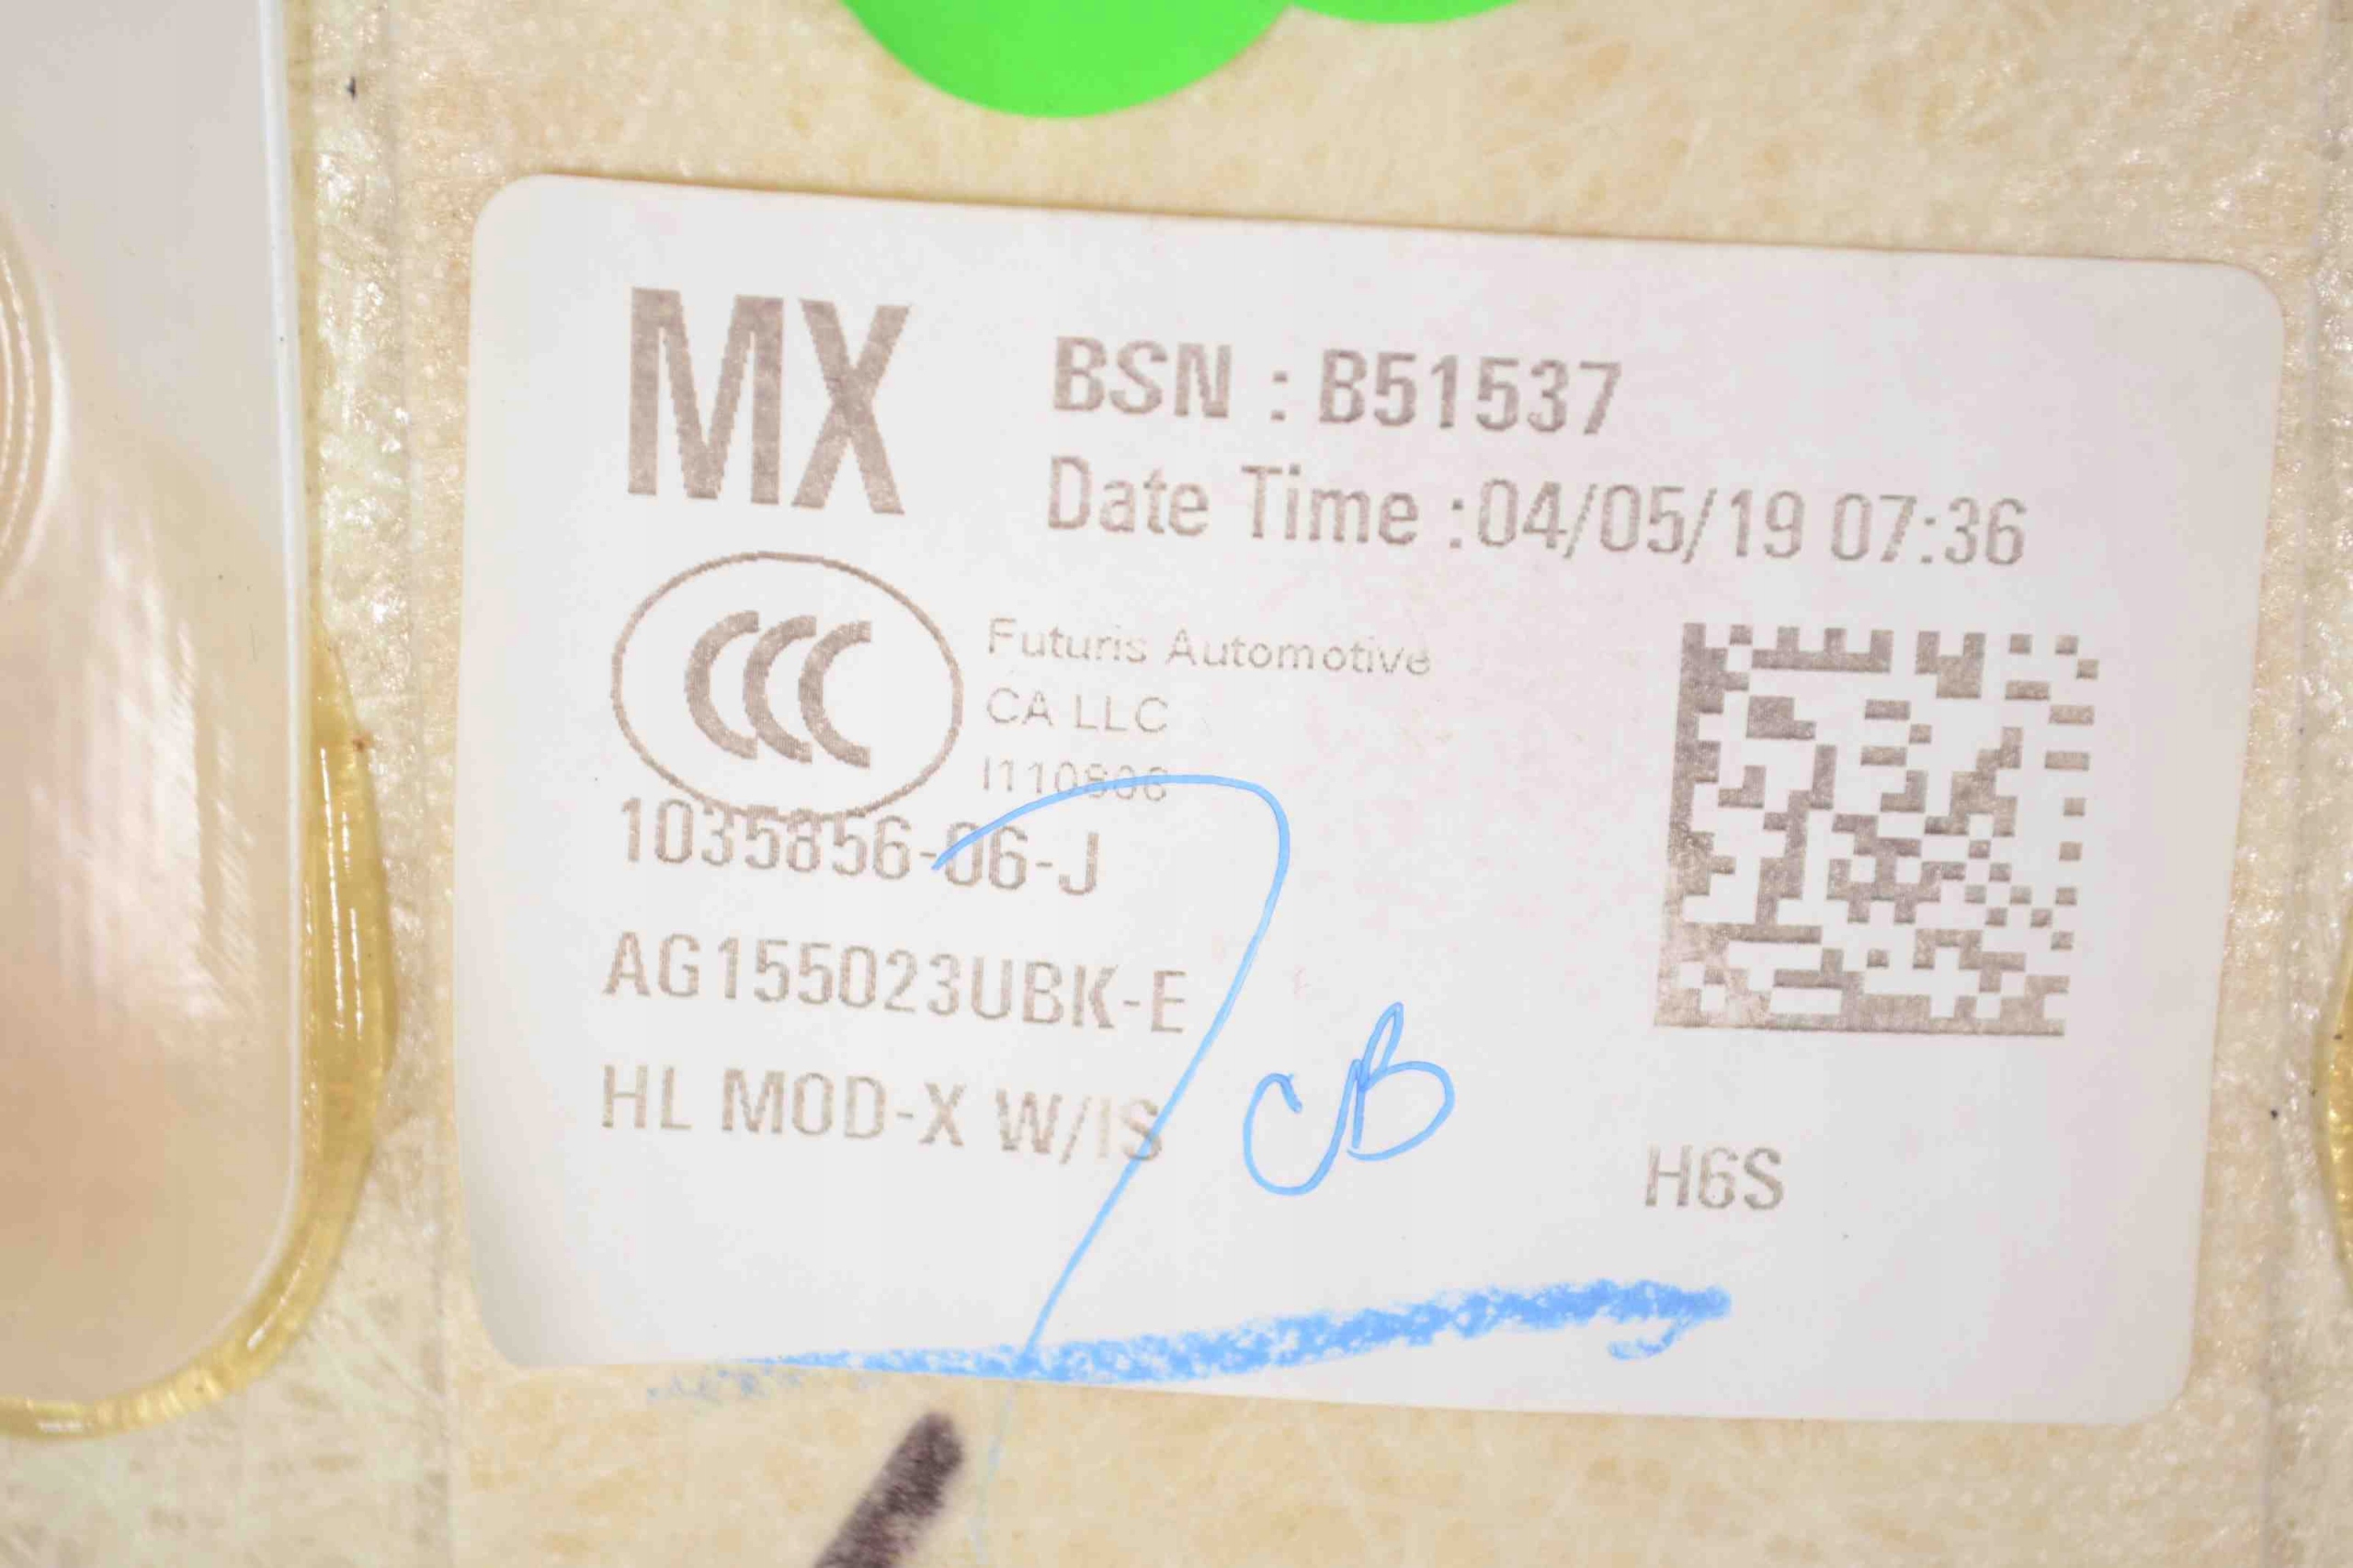 MX
BSN : B51537
Date Time :04/05/19 07:36
CCC
Futuris Automotive
CA LLC
1035856-06-J
AG155023UBK-E
HL MOD-X W/IS
CB
H6S